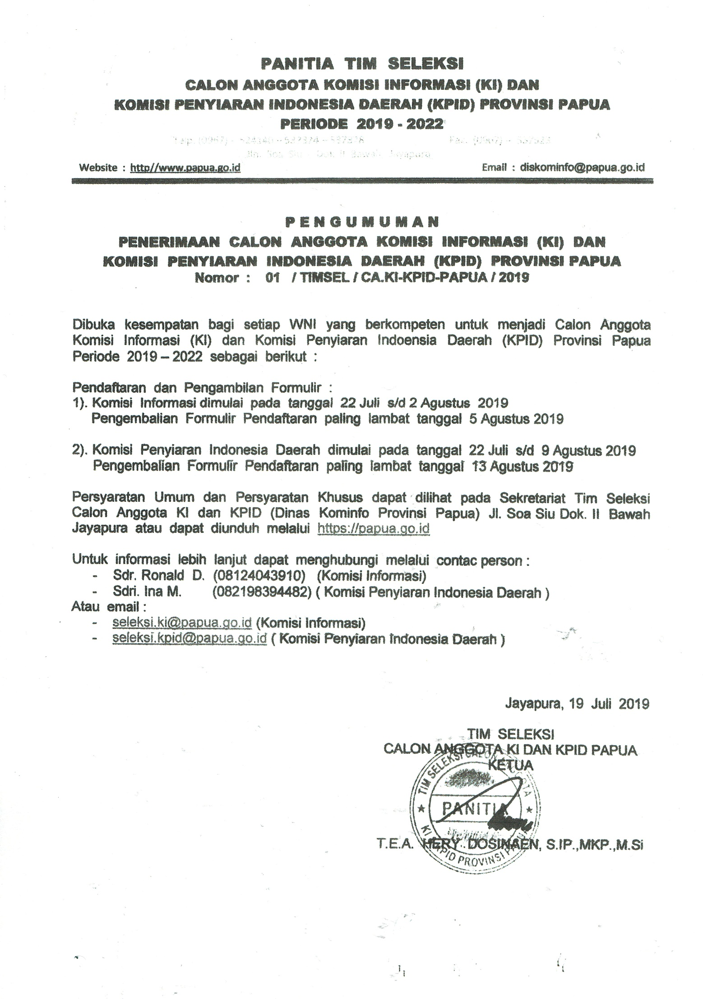 PANITIA TIM SELEKSI
CALON ANGGOTA KOMISI INFORMASI (KI) DAN
KOMISI PENYIARAN INDONESIA DAERAH (KPID) PROVINSI PAPUA
PERIODE 2019 - 2022
Jln. Soa Siu Dok. II Bawah Jayapura
Website : http//www.papua.go.id Email : diskominfo@papua.go.id
P E N G U M U M A N
PENERIMAAN CALON ANGGOTA KOMISI INFORMASI (KI) DAN
KOMISI PENYIARAN INDONESIA DAERAH (KPID) PROVINSI PAPUA
Nomor : 01 / TIMSEL / CA.KI-KPID-PAPUA / 2019
Dibuka kesempatan bagi setiap WNI yang berkompeten untuk menjadi Calon Anggota
Komisi Informasi (KI) dan Komisi Penyiaran Indoensia Daerah (KPID) Provinsi Papua
Periode 2019 – 2022 sebagai berikut :
Pendaftaran dan Pengambilan Formulir :
1). Komisi Informasi dimulai pada tanggal 22 Juli s/d 2 Agustus 2019
Pengembalian Formulir Pendaftaran paling lambat tanggal 5 Agustus 2019
2). Komisi Penyiaran Indonesia Daerah dimulai pada tanggal 22 Juli s/d 9 Agustus 2019
Pengembalian Formulir Pendaftaran paling lambat tanggal 13 Agustus 2019
Persyaratan Umum dan Persyaratan Khusus dapat dilihat pada Sekretariat Tim Seleksi
Calon Anggota KI dan KPID (Dinas Kominfo Provinsi Papua) Jl. Soa Siu Dok. II Bawah
Jayapura atau dapat diunduh melalui https://papua.go.id
Untuk informasi lebih lanjut dapat menghubungi melalui contac person :
- Sdr. Ronald D. (08124043910) (Komisi Informasi)
- Sdri. Ina M. (082198394482) ( Komisi Penyiaran Indonesia Daerah )
Atau email :
- seleksi.ki@papua.go.id (Komisi Informasi)
- seleksi.kpid@papua.go.id ( Komisi Penyiaran Indonesia Daerah )
Jayapura, 19 Juli 2019
TIM SELEKSI
CALON ANGGOTA KI DAN KPID PAPUA
KETUA
TIM SELEKSI CALON ANGGOTA
PANITIA
KI KPID PROVINSI PAPUA
T.E.A. HERY. DOSINAEN, S.IP.,MKP.,M.Si